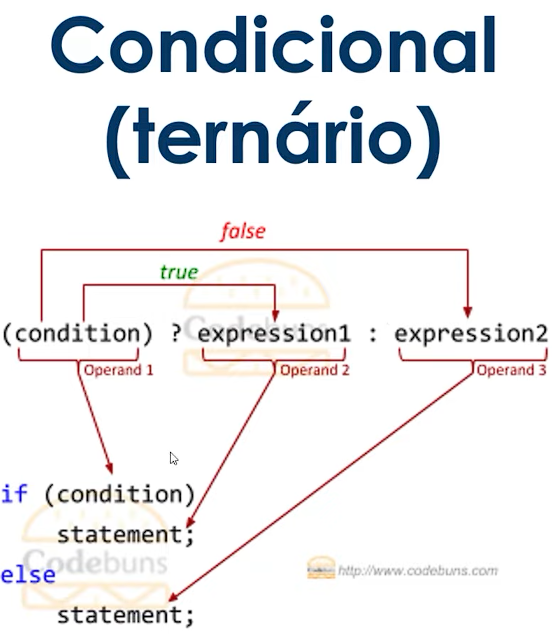 Condicional
(ternário)
false
true
(condition) ? expression1 : expression2
Operand 1 Operand 2 Operand 3
if (condition)
statement;
else
http://www.codebuns.com
statement;
Codebuns
Codebuns